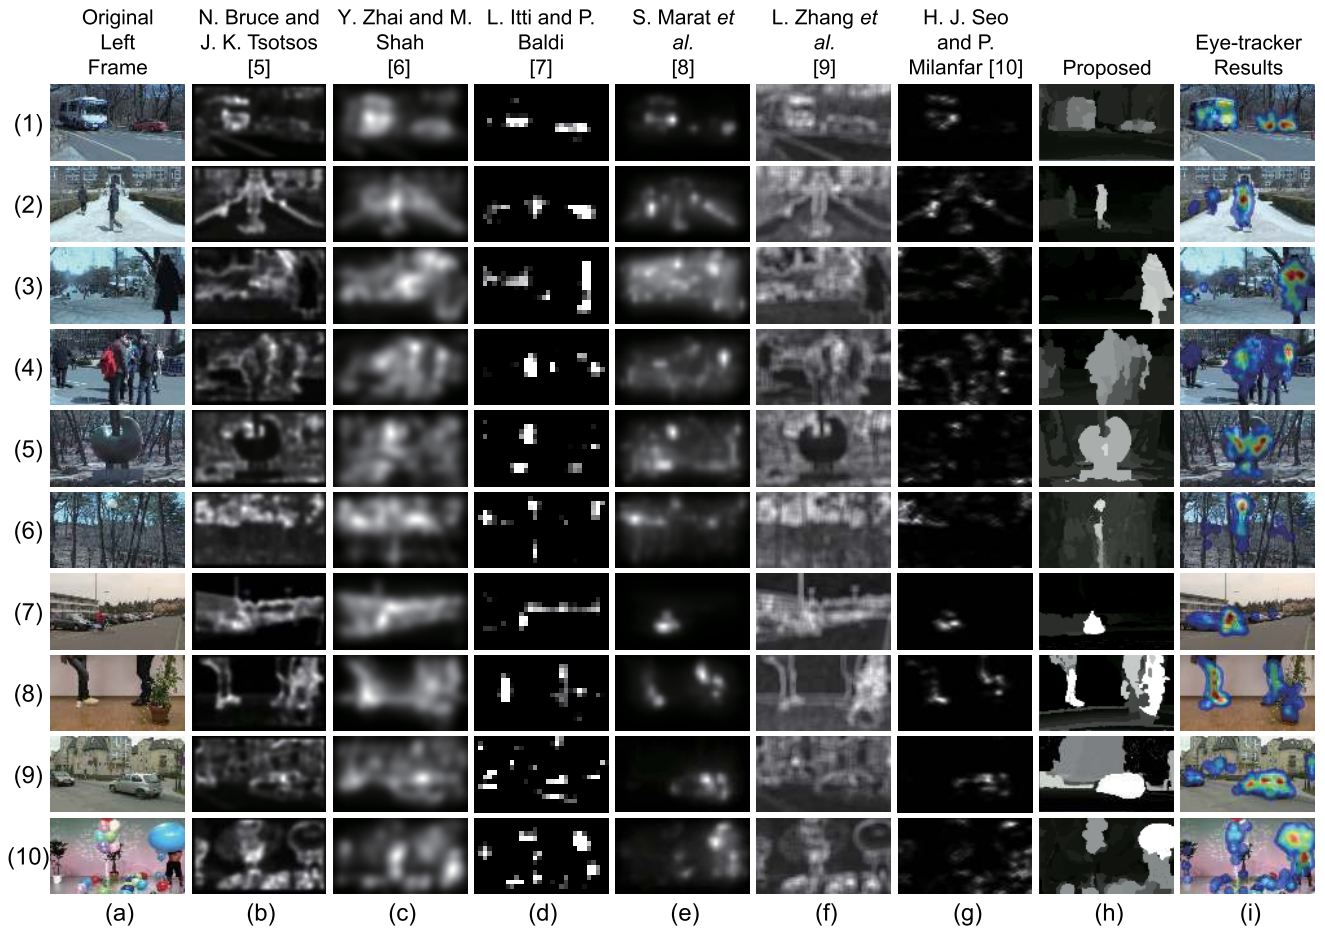 Original
Left
Frame
N. Bruce and
J. K. Tsotsos
[5]
Y. Zhai and M.
Shah
[6]
L. Itti and P.
Baldi
[7]
S. Marat et
al.
[8]
L. Zhang et
al.
[9]
H. J. Seo
and P.
Milanfar [10]
Proposed
Eye-tracker
Results
(1)
(2)
(3)
(4)
(5)
(6)
(7)
(8)
(9)
(10)
(a)
(b)
(c)
(d)
(e)
(f)
(g)
(h)
(i)